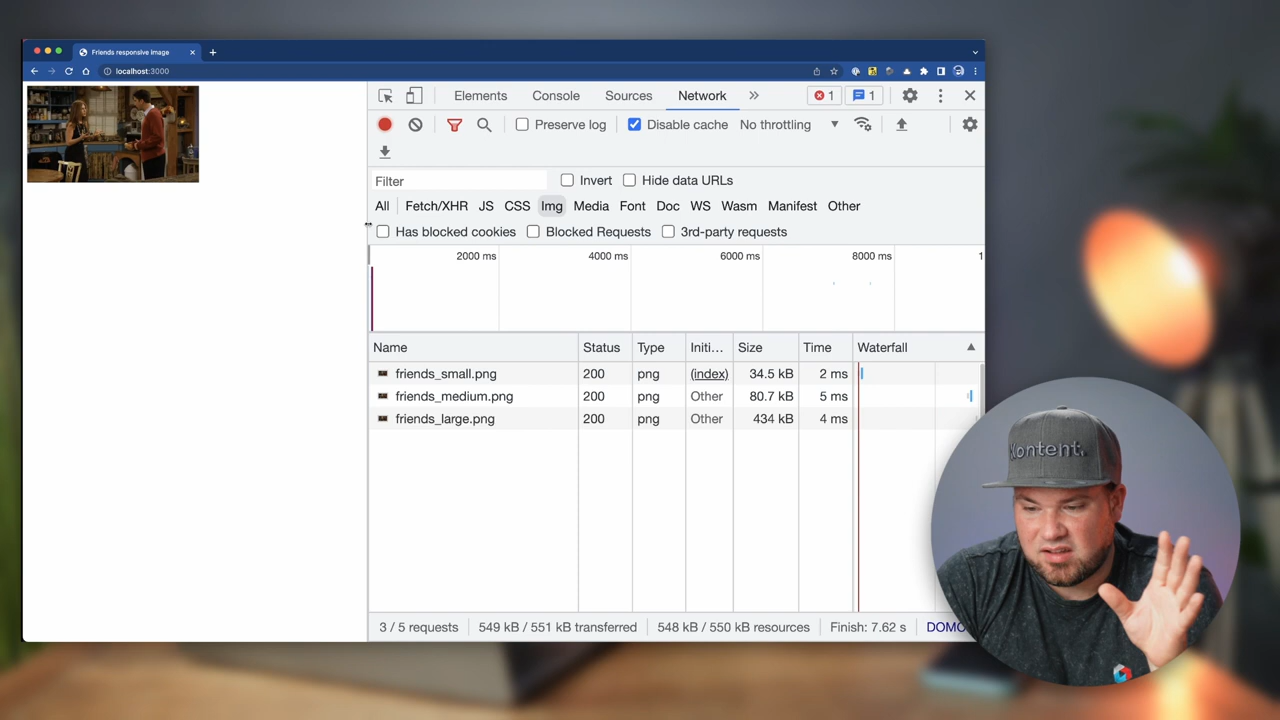 Friends responsive image
localhost:3000
Elements Console Sources Network 1 1
Preserve log Disable cache No throttling
Filter Invert Hide data URLs
All Fetch/XHR JS CSS Img Media Font Doc WS Wasm Manifest Other
Has blocked cookies Blocked Requests 3rd-party requests
2000 ms 4000 ms 6000 ms 8000 ms 1
Name Status Type Initi... Size Time Waterfall
friends_small.png 200 png (index) 34.5 kB 2 ms
friends_medium.png 200 png Other 80.7 kB 5 ms
friends_large.png 200 png Other 434 kB 4 ms
Kontent.
3 / 5 requests 549 kB / 551 kB transferred 548 kB / 550 kB resources Finish: 7.62 s